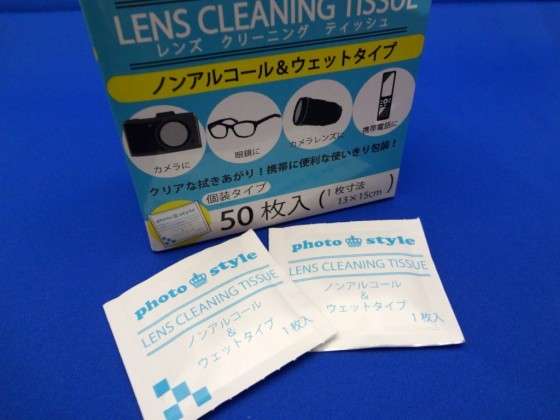 LENS CLEANING TISSUE
レンズ クリーニング ティッシュ
ノンアルコール＆ウェットタイプ
カメラに
眼鏡に
カメラレンズに
携帯電話に
クリアな拭きあがり！携帯に便利な使いきり包装！
個装タイプ
50枚入(1枚寸法
13×15cm)
photo style
LENS CLEANING TISSUE
ノンアルコール
&
ウェットタイプ
1枚入
photo style
LENS CLEANING TISSUE
ノンアルコール
&
ウェットタイプ
1枚入